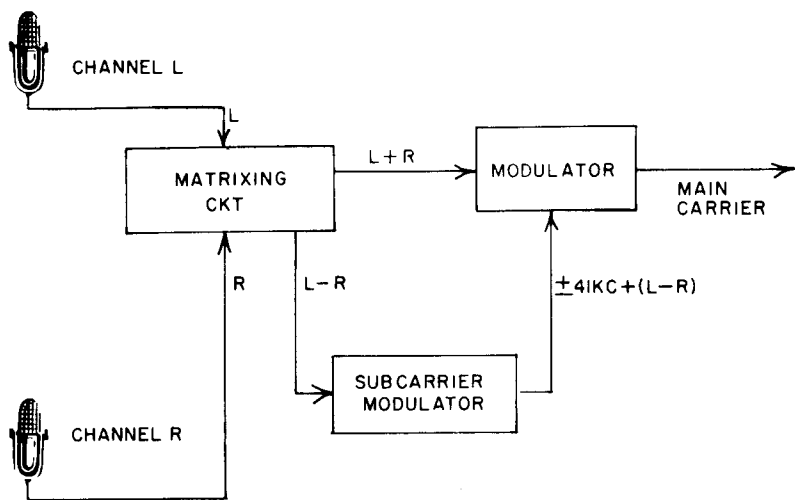 CHANNEL L
L
MATRIXING
CKT
L+R
MODULATOR
MAIN
CARRIER
R
L−R
±41KC+(L−R)
SUBCARRIER
MODULATOR
CHANNEL R